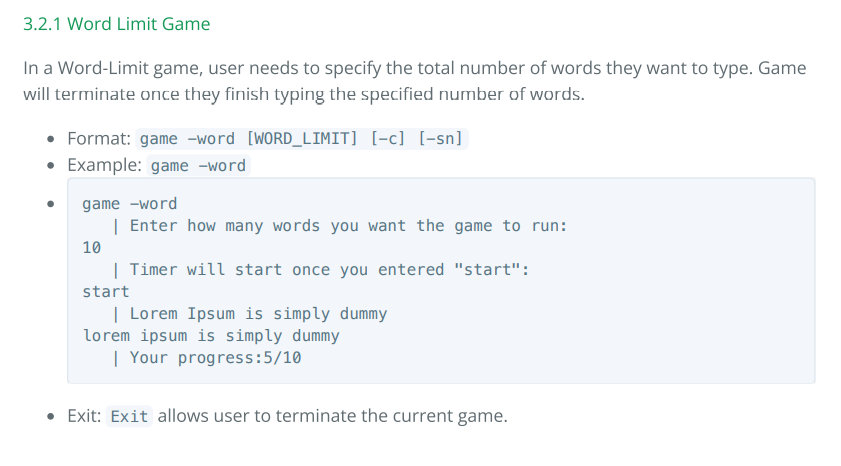 3.2.1 Word Limit Game
In a Word-Limit game, user needs to specify the total number of words they want to type. Game
will terminate once they finish typing the specified number of words.
• Format: game –word [WORD_LIMIT] [–c] [–sn]
• Example: game –word
• game –word
| Enter how many words you want the game to run:
10
| Timer will start once you entered "start":
start
| Lorem Ipsum is simply dummy
lorem ipsum is simply dummy
| Your progress:5/10
• Exit: Exit allows user to terminate the current game.